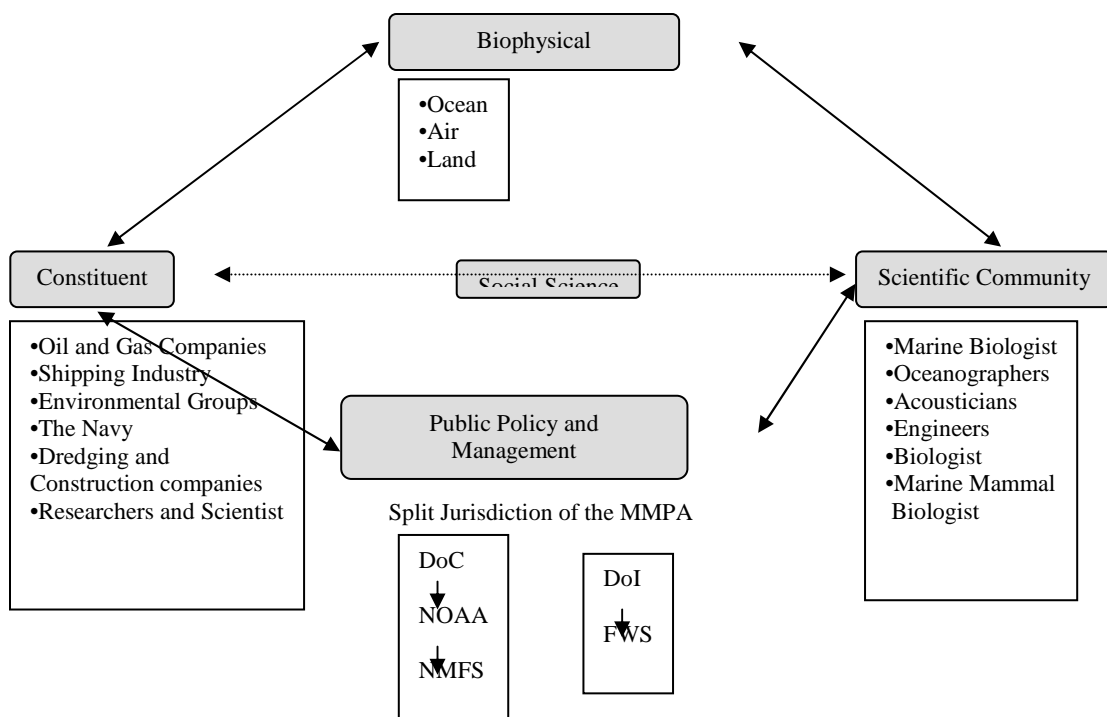 Biophysical
•Ocean
•Air
•Land
Constituent
Social Science
Scientific Community
•Oil and Gas Companies
•Shipping Industry
•Environmental Groups
•The Navy
•Dredging and
Construction companies
•Researchers and Scientist
•Marine Biologist
•Oceanographers
•Acousticians
•Engineers
•Biologist
•Marine Mammal
Biologist
Public Policy and
Management
Split Jurisdiction of the MMPA
DoC
NOAA
NMFS
DoI
FWS